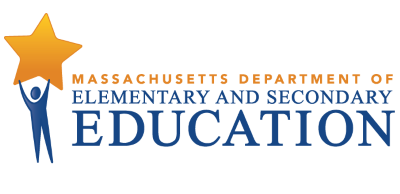 MASSACHUSETTS DEPARTMENT OF
ELEMENTARY AND SECONDARY
EDUCATION